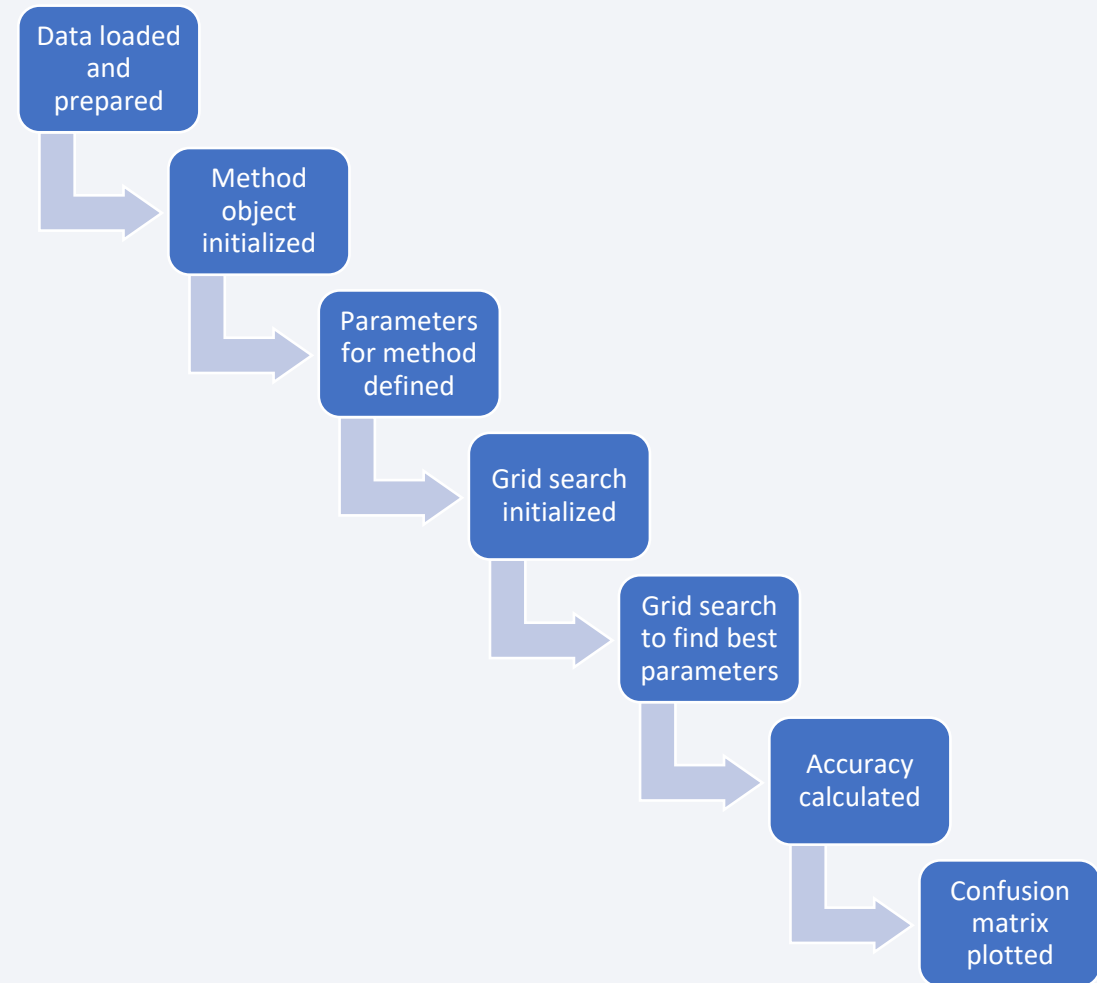 Data loaded
and
prepared
Method
object
initialized
Parameters
for method
defined
Grid search
initialized
Grid search
to find best
parameters
Accuracy
calculated
Confusion
matrix
plotted